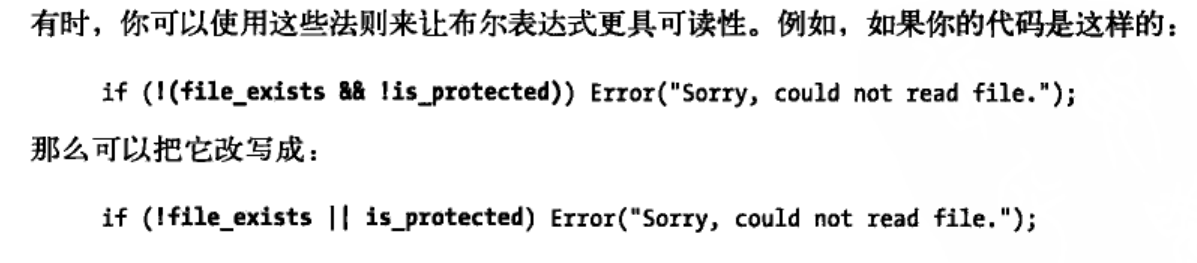 有时，你可以使用这些法则来让布尔表达式更具可读性。例如，如果你的代码是这样的：
if (!(file_exists && !is_protected)) Error("Sorry, could not read file.");
那么可以把它改写成：
if (!file_exists || is_protected) Error("Sorry, could not read file.");